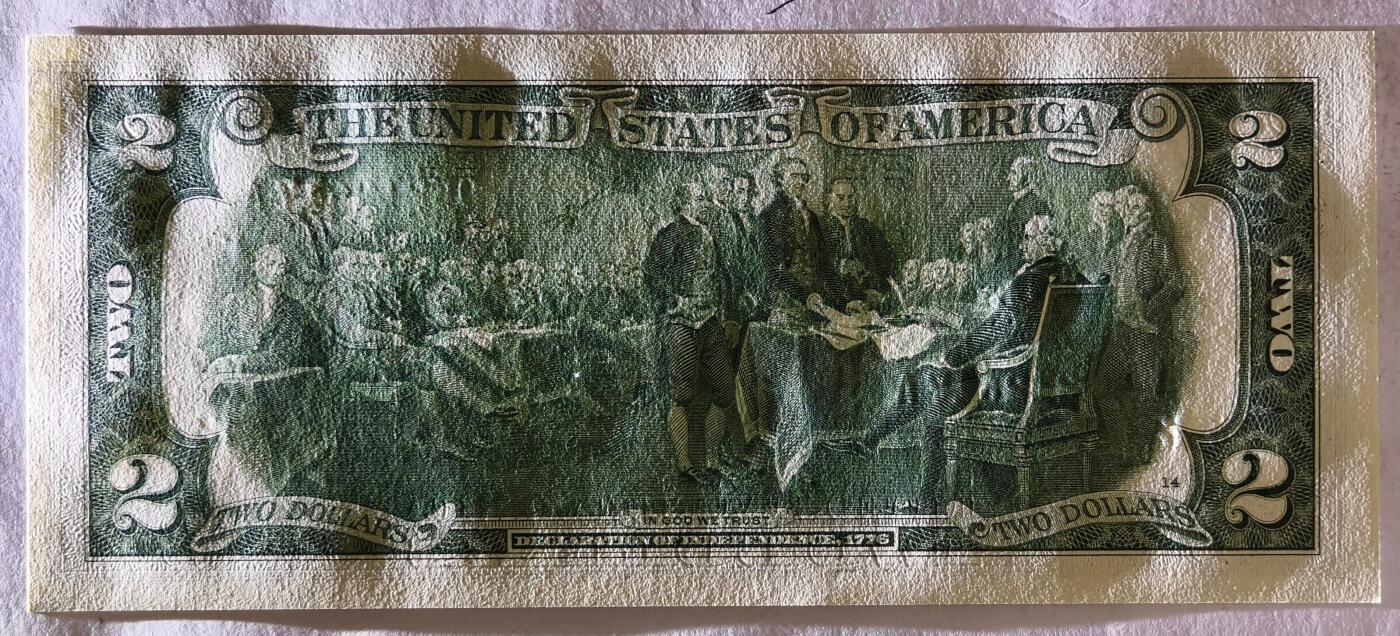 THE UNITED STATES OF AMERICA
2
2
TWO
TWO
2
2
14
TWO DOLLARS
TWO DOLLARS
IN GOD WE TRUST
DECLARATION OF INDEPENDENCE, 1776